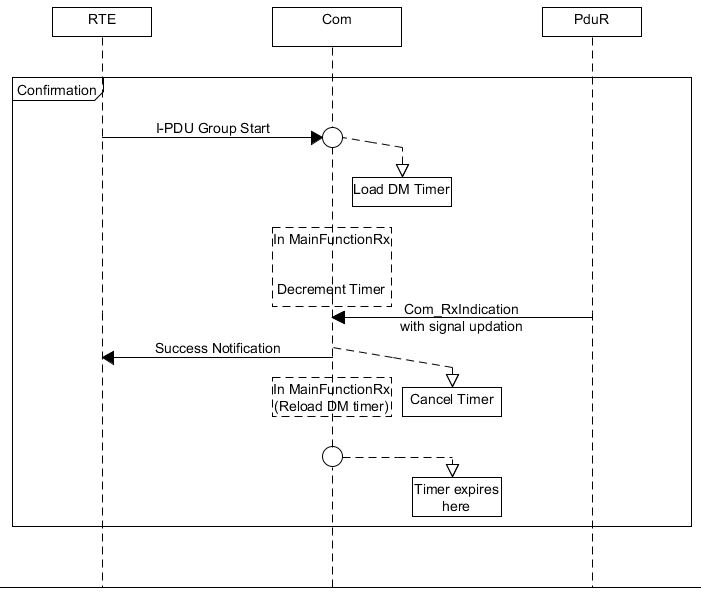 RTE
Com
PduR
Confirmation
I-PDU Group Start
Load DM Timer
In MainFunctionRx
Decrement Timer
Com_RxIndication
with signal updation
Success Notification
In MainFunctionRx
(Reload DM timer)
Cancel Timer
Timer expires
here